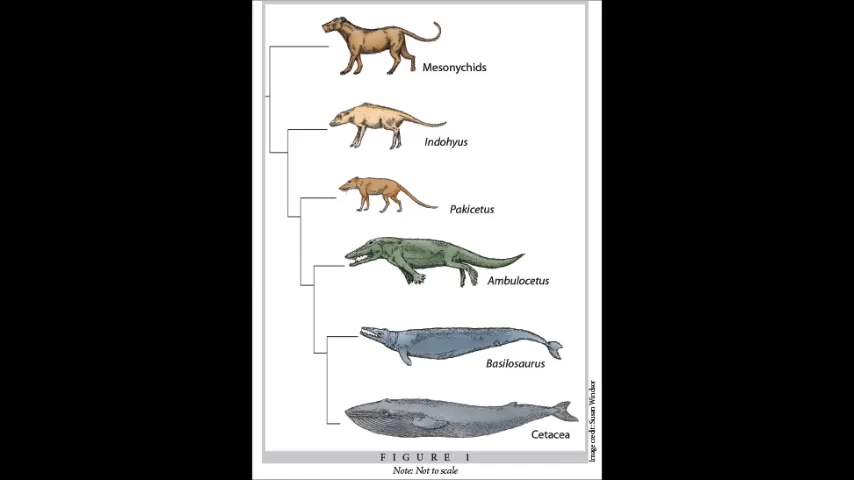 Mesonychids
Indohyus
Pakicetus
Ambulocetus
Basilosaurus
Cetacea
Image credit: Susan Windsor
FIGURE 1
Note: Not to scale